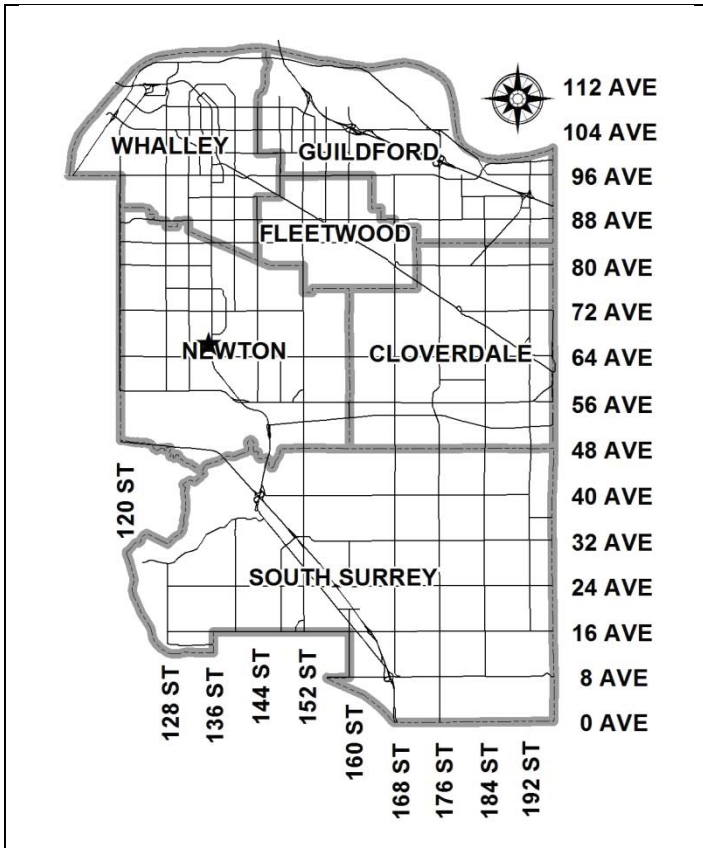 112 AVE
104 AVE
WHALLEY
GUILDFORD
96 AVE
88 AVE
FLEETWOOD
80 AVE
72 AVE
NEWTON
CLOVERDALE
64 AVE
56 AVE
48 AVE
120 ST
40 AVE
32 AVE
SOUTH SURREY
24 AVE
16 AVE
128 ST
136 ST
144 ST
152 ST
160 ST
8 AVE
0 AVE
168 ST
176 ST
184 ST
192 ST